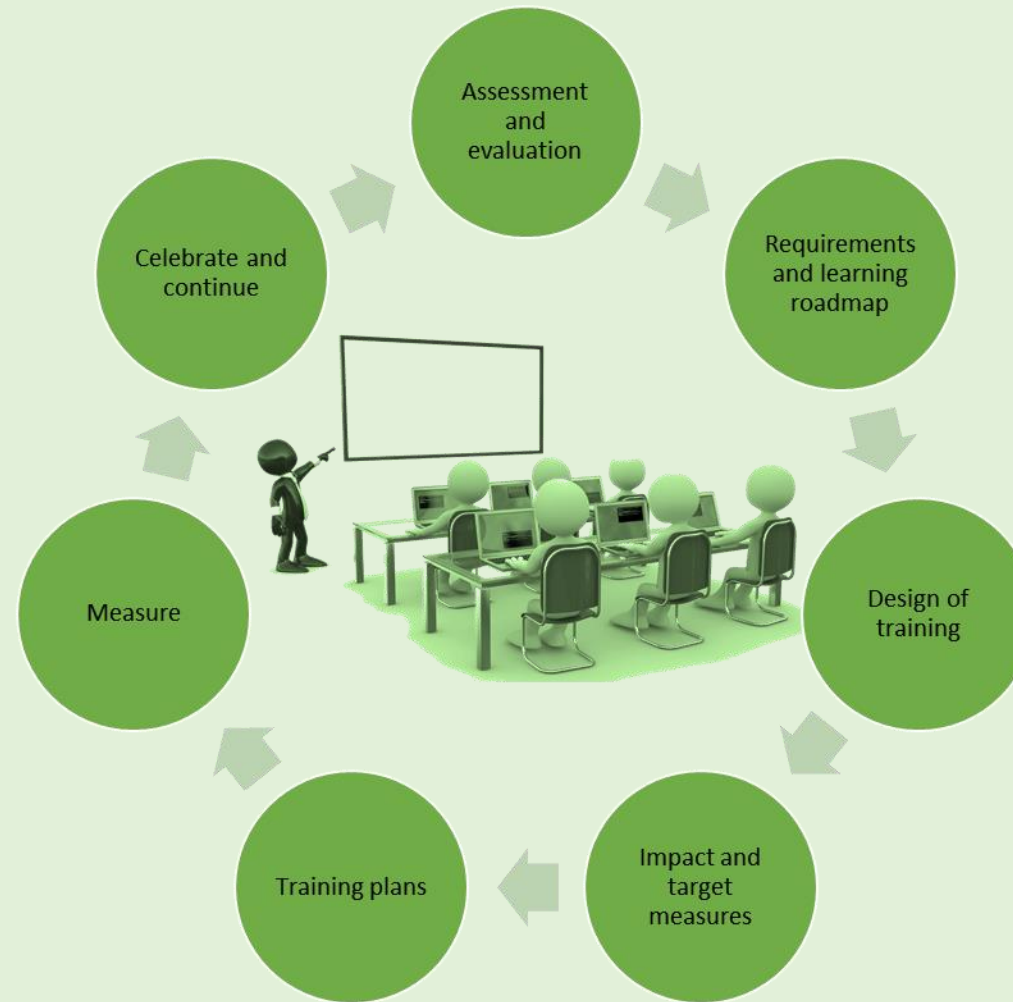 Assessment
and
evaluation
Requirements
and learning
roadmap
Design of
training
Impact and
target
measures
Training plans
Measure
Celebrate and
continue